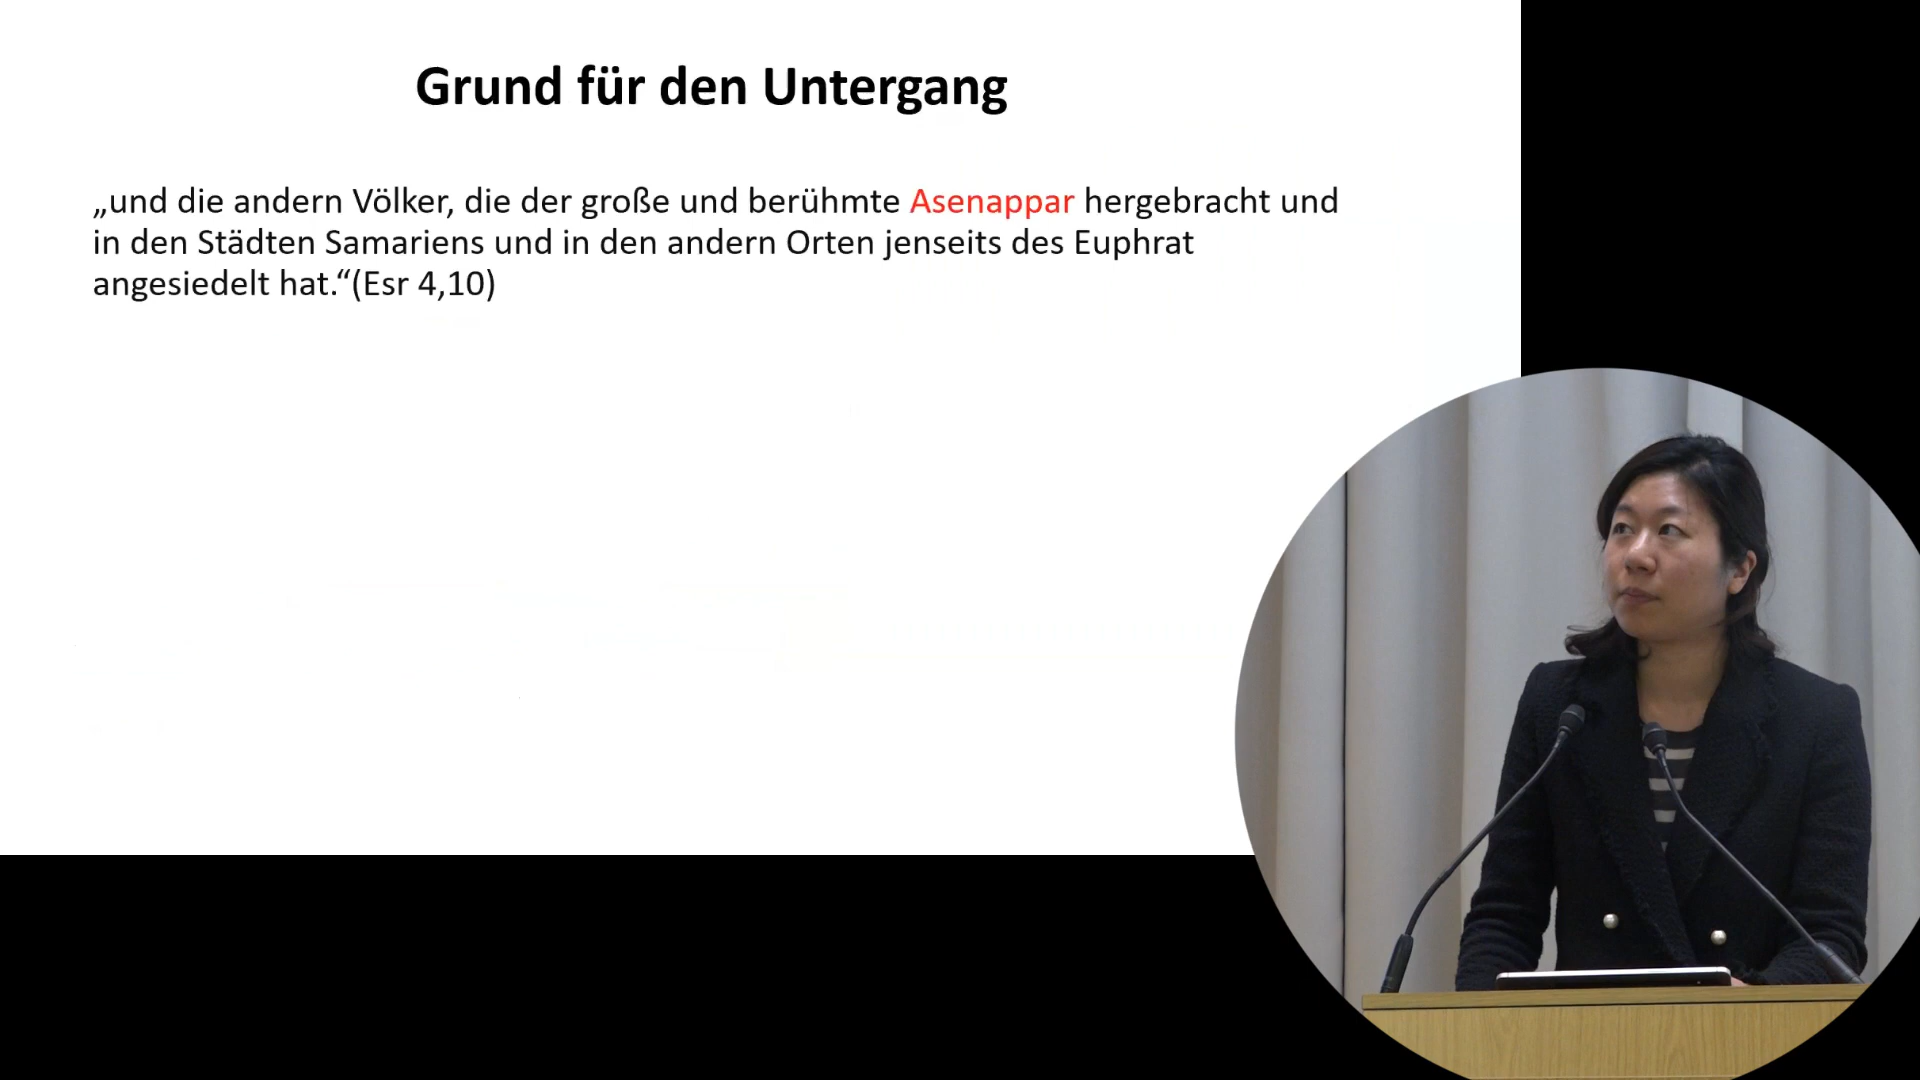 Grund für den Untergang
„und die andern Völker, die der große und berühmte Asenappar hergebracht und
in den Städten Samariens und in den andern Orten jenseits des Euphrat
angesiedelt hat.“(Esr 4,10)